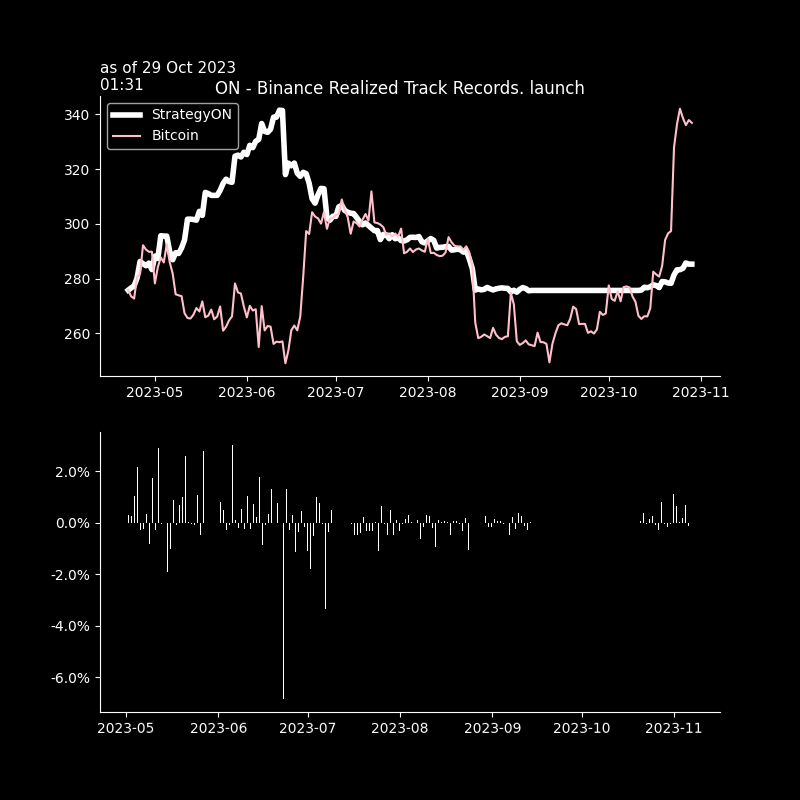 as of 29 Oct 2023
01:31
ON - Binance Realized Track Records. launch
StrategyON
Bitcoin
340
320
300
280
260
2023-05 2023-06 2023-07 2023-08 2023-09 2023-10 2023-11
2.0%
0.0%
-2.0%
-4.0%
-6.0%
2023-05 2023-06 2023-07 2023-08 2023-09 2023-10 2023-11